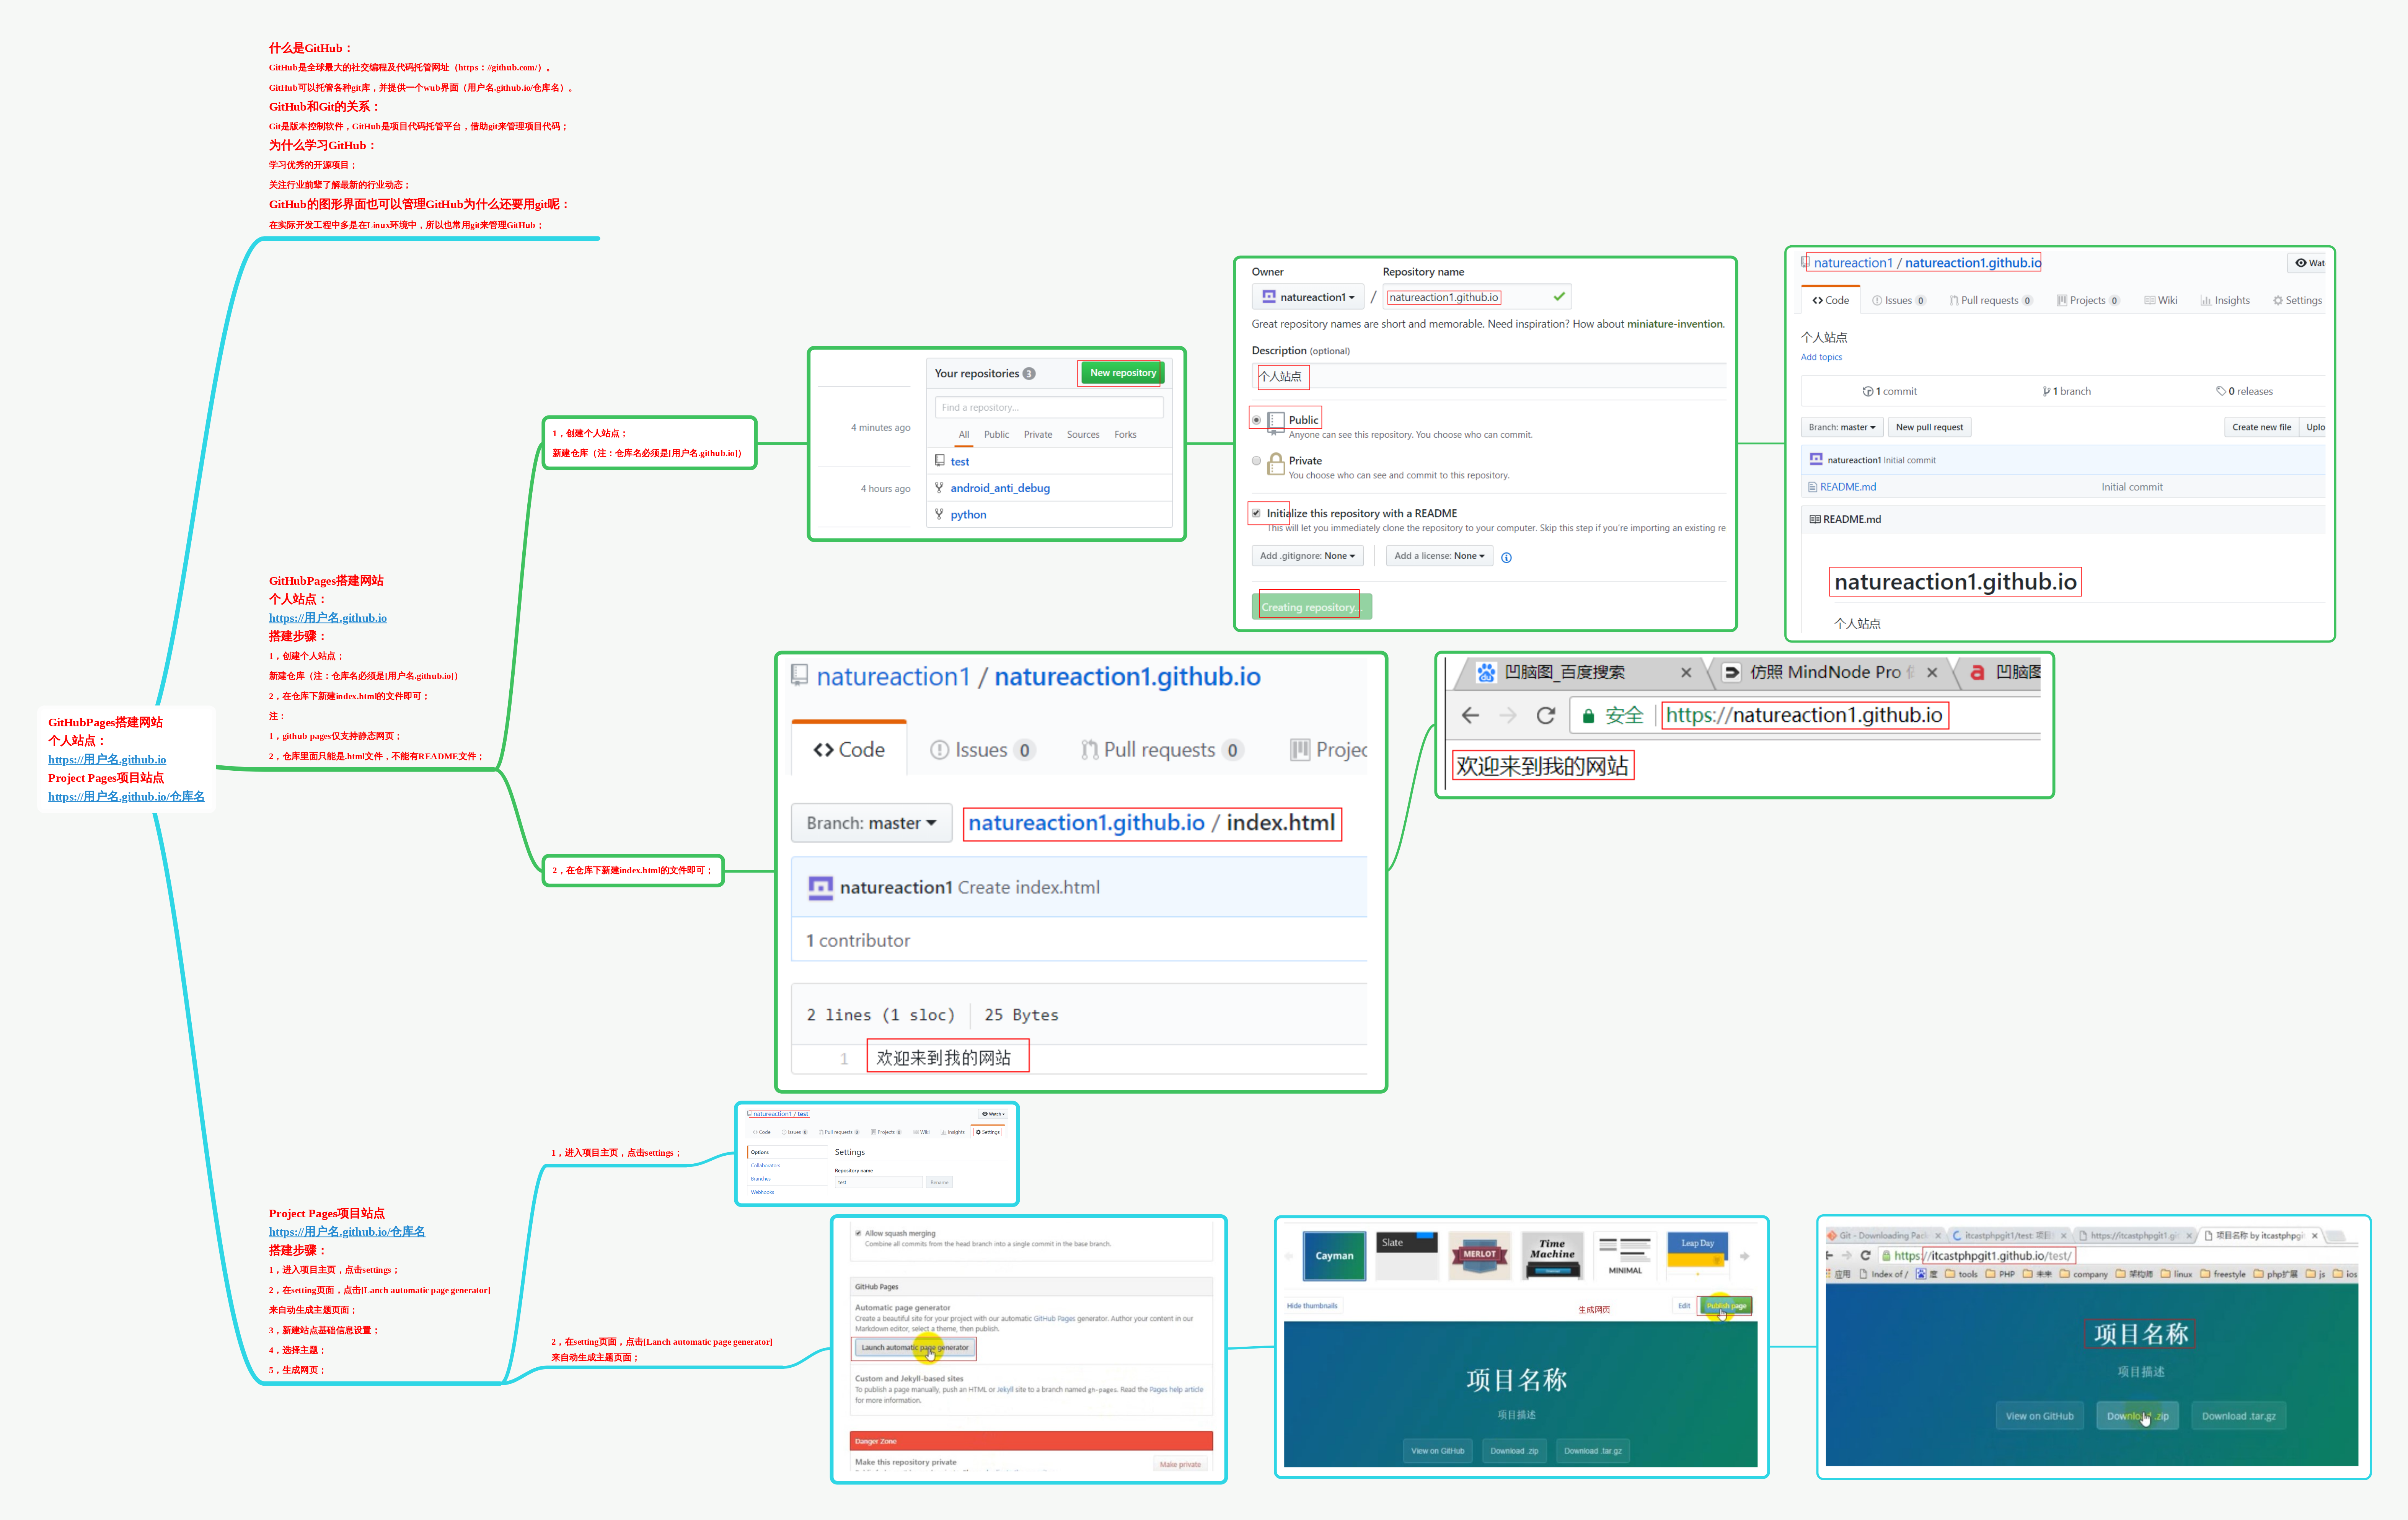 什么是GitHub：
GitHub是全球最大的社交编程及代码托管网址（https：//github.com/）。
GitHub可以托管各种git库，并提供一个wub界面（用户名.github.io/仓库名）。
GitHub和Git的关系：
Git是版本控制软件，GitHub是项目代码托管平台，借助git来管理项目代码；
为什么学习GitHub：
学习优秀的开源项目；
关注行业前辈了解最新的行业动态；
GitHub的图形界面也可以管理GitHub为什么还要用git呢：
在实际开发工程中多是在Linux环境中，所以也常用git来管理GitHub；
GitHubPages搭建网站
个人站点：
https://用户名.github.io
Project Pages项目站点
https://用户名.github.io/仓库名
GitHubPages搭建网站
个人站点：
https://用户名.github.io
搭建步骤：
1，创建个人站点；
新建仓库（注：仓库名必须是[用户名.github.io]）
2，在仓库下新建index.html的文件即可；
注：
1，github pages仅支持静态网页；
2，仓库里面只能是.html文件，不能有README文件；
1，创建个人站点；
新建仓库（注：仓库名必须是[用户名.github.io]）
4 minutes ago
4 hours ago
Your repositories 3
New repository
Find a repository...
All Public Private Sources Forks
test
android_anti_debug
python
Owner Repository name
natureaction1 / natureaction1.github.io
Great repository names are short and memorable. Need inspiration? How about miniature-invention.
Description (optional)
个人站点
Public
Anyone can see this repository. You choose who can commit.
Private
You choose who can see and commit to this repository.
Initialize this repository with a README
This will let you immediately clone the repository to your computer. Skip this step if you're importing an existing re
Add .gitignore: None Add a license: None
Creating repository...
natureaction1 / natureaction1.github.io
Wat
Code Issues 0 Pull requests 0 Projects 0 Wiki Insights Settings
个人站点
Add topics
1 commit 1 branch 0 releases
Branch: master New pull request Create new file Uplo
natureaction1 Initial commit
README.md Initial commit
README.md
natureaction1.github.io
个人站点
2，在仓库下新建index.html的文件即可；
natureaction1 / natureaction1.github.io
Code Issues 0 Pull requests 0 Projec
Branch: master natureaction1.github.io / index.html
natureaction1 Create index.html
1 contributor
2 lines (1 sloc) 25 Bytes
1 欢迎来到我的网站
凹脑图_百度搜索 仿照 MindNode Pro 凹脑图
安全 https://natureaction1.github.io
欢迎来到我的网站
Project Pages项目站点
https://用户名.github.io/仓库名
搭建步骤：
1，进入项目主页，点击settings；
2，在setting页面，点击[Lanch automatic page generator]
来自动生成主题页面；
3，新建站点基础信息设置；
4，选择主题；
5，生成网页；
1，进入项目主页，点击settings；
natureaction1 / test
Watch
Code Issues 0 Pull requests 0 Projects 0 Wiki Insights Settings
Options
Collaborators
Branches
Webhooks
Settings
Repository name
test Rename
2，在setting页面，点击[Lanch automatic page generator]
来自动生成主题页面；
Allow squash merging
Combine all commits from the head branch into a single commit in the base branch.
GitHub Pages
Automatic page generator
Create a beautiful site for your project with our automatic GitHub Pages generator. Author your content in our
Markdown editor, select a theme, then publish.
Launch automatic page generator
Custom and Jekyll-based sites
To publish a page manually, push an HTML or Jekyll site to a branch named gh-pages. Read the Pages help article
for more information.
Danger Zone
Make this repository private
Make private
Cayman Slate MERLOT Time Machine MINIMAL Leap Day
Hide thumbnails 生成网页 Edit Publish page
项目名称
项目描述
View on GitHub Download .zip Download .tar.gz
Git - Downloading Pack itcastphpgit1/test: 项目 https://itcastphpgit1.git 项目名称 by itcastphpgi
https://itcastphpgit1.github.io/test/
应用 Index of / 度 tools PHP 未来 company 架构师 linux freestyle php扩展 js ios
项目名称
项目描述
View on GitHub Download .zip Download .tar.gz